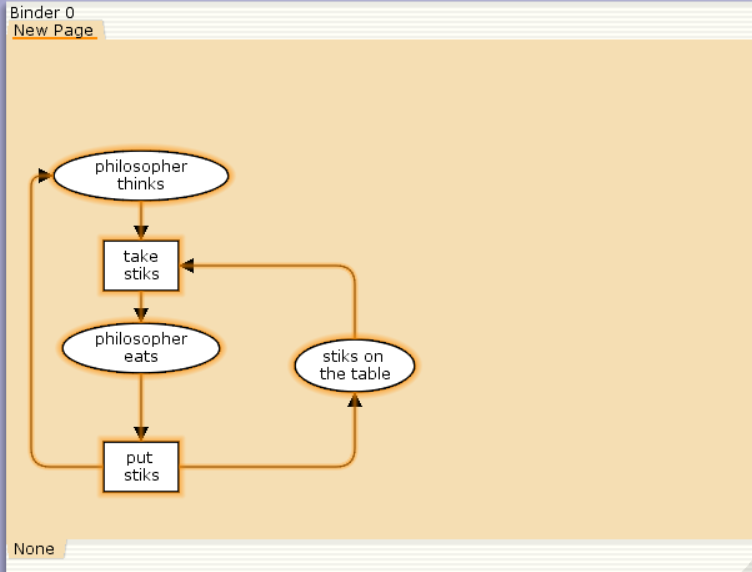 Binder 0
New Page
philosopher
thinks
take
stiks
philosopher
eats
stiks on
the table
put
stiks
None